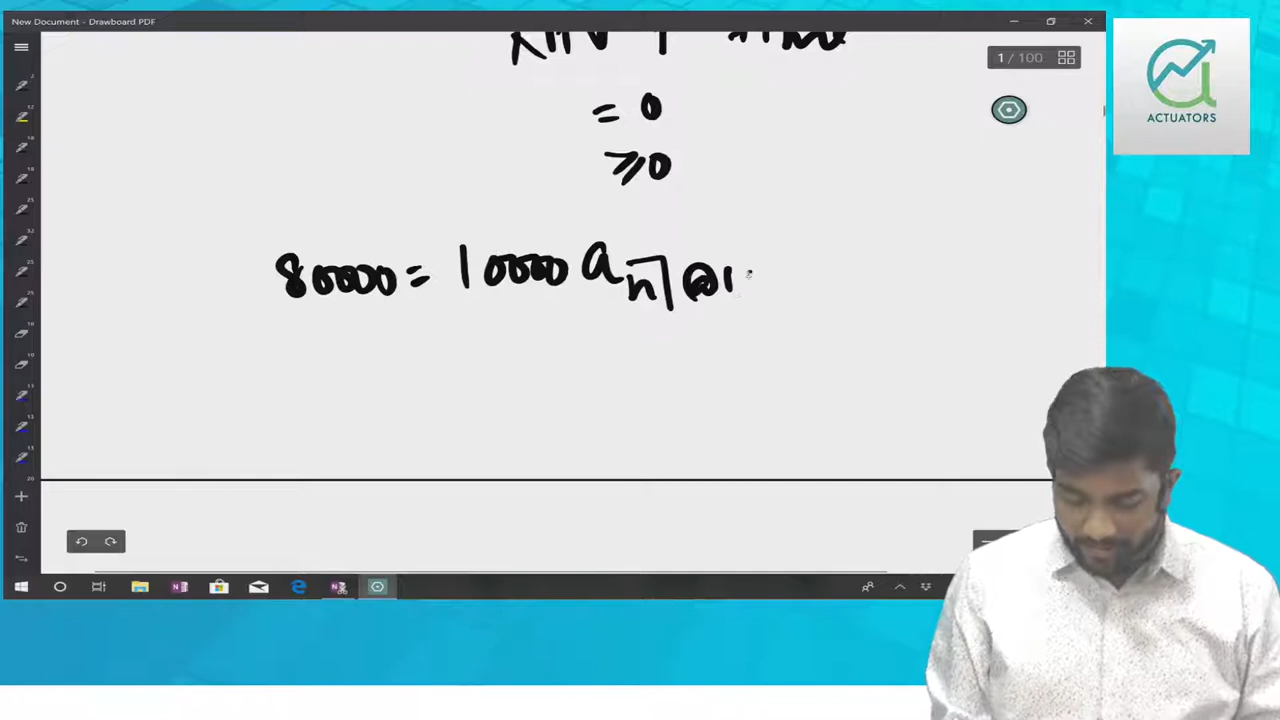 New Document - Drawboard PDF
1 / 100
ACTUATORS
= 0
≥0
80000 = 10000 a n̅| @1